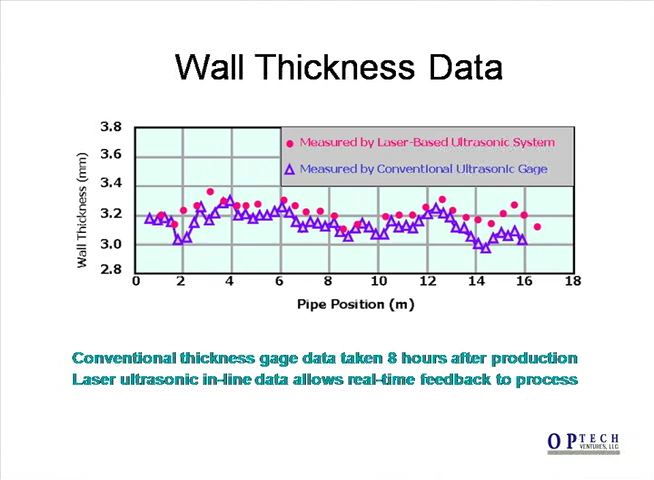 Wall Thickness Data
3.8
3.6
3.4
3.2
3.0
2.8
Wall Thickness (mm)
Measured by Laser-Based Ultrasonic System
Measured by Conventional Ultrasonic Gage
0 2 4 6 8 10 12 14 16 18
Pipe Position (m)
Conventional thickness gage data taken 8 hours after production
Laser ultrasonic in-line data allows real-time feedback to process
OPTECH
VENTURES, LLC